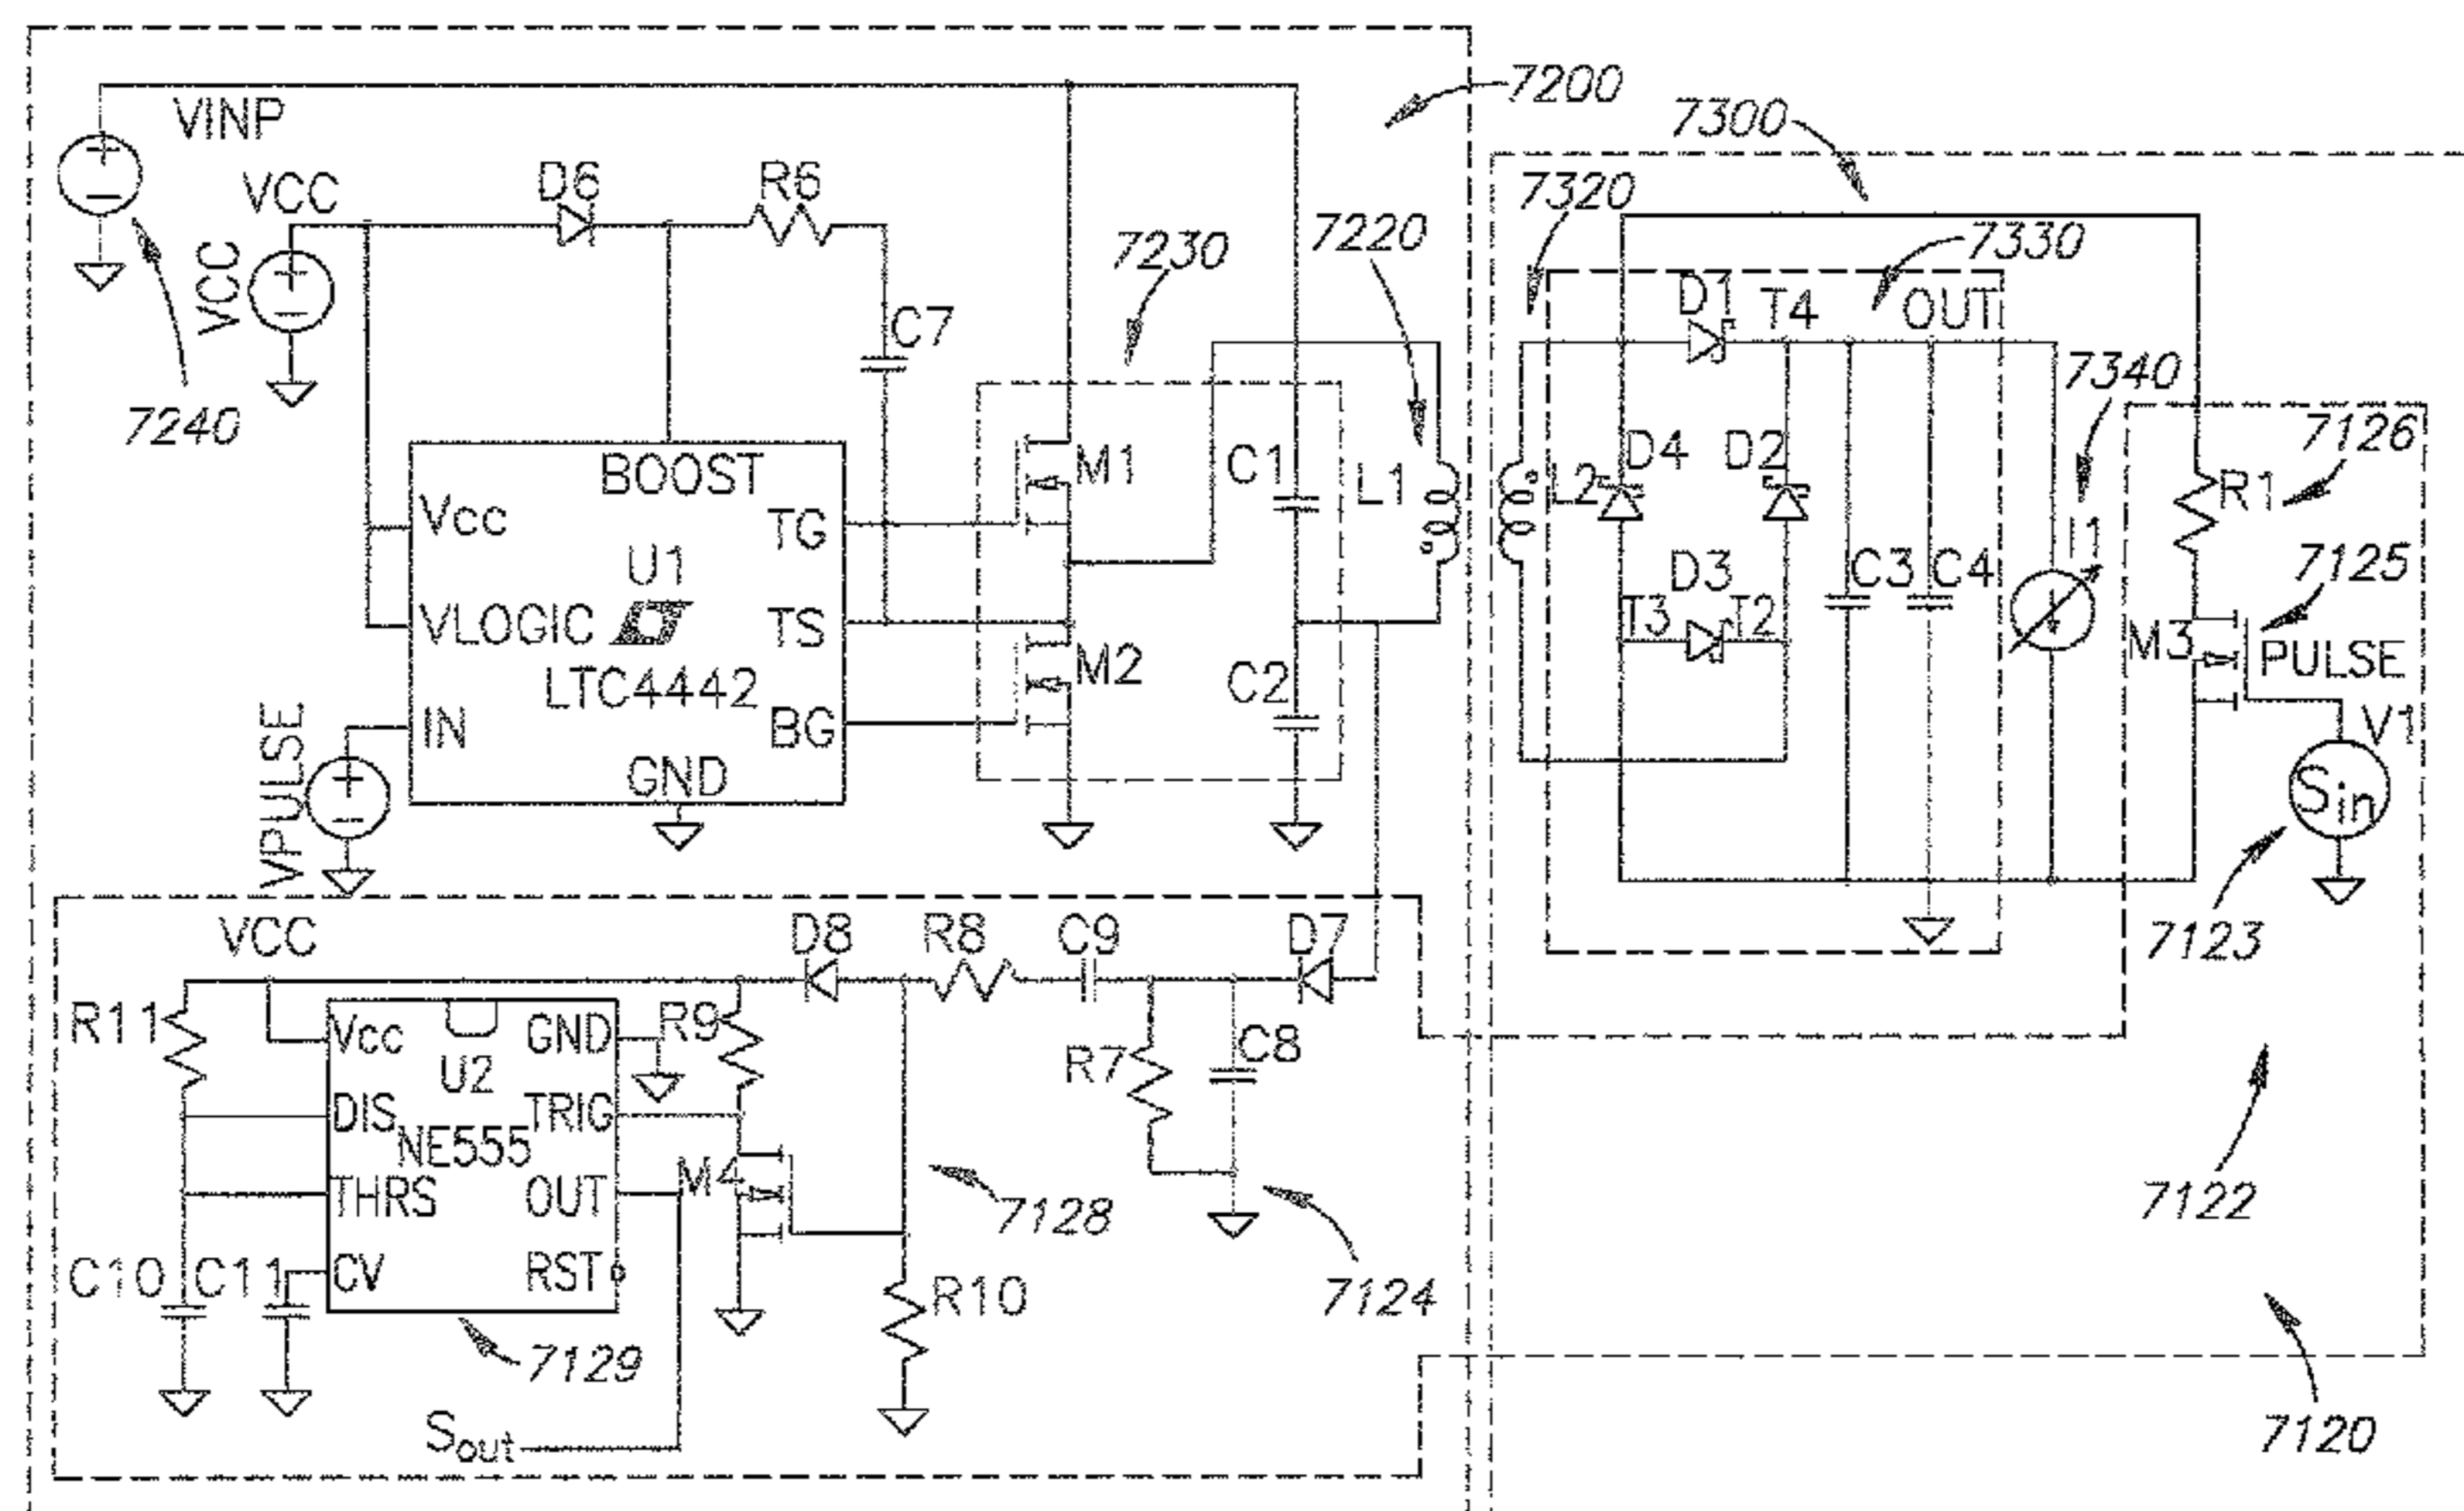 7200
VINP
7300
D6
R6
7320
VCC
7220
7230
7330
VCC
D1
T4
OUT
C7
7340
7240
7126
D4
D2
M1
C1
BOOST
L1
L2
R1
Vcc
TG
I1
U1
7125
D3
C3
C4
VLOGIC
TS
T3
T2
M3
PULSE
M2
LTC4442
C2
IN
BG
V1
GND
Sin
VPULSE
7123
VCC
D8
R8
C9
D7
R11
Vcc
GND
R9
C8
U2
R7
DIS
TRIG
NE555
M4
THRS
OUT
7128
7122
C10
C11
CV
RST
R10
7124
7129
Sout
7120